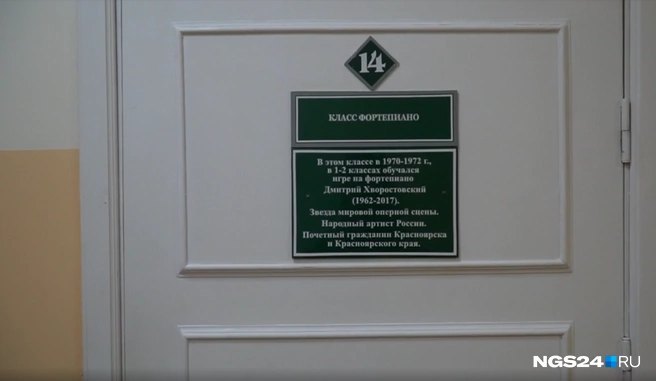 14
КЛАСС ФОРТЕПИАНО
В этом классе в 1970-1972 г.,
в 1-2 классах обучался
игре на фортепиано
Дмитрий Хворостовский
(1962-2017).
Звезда мировой оперной сцены.
Народный артист России.
Почетный гражданин Красноярска
и Красноярского края.
NGS24.RU